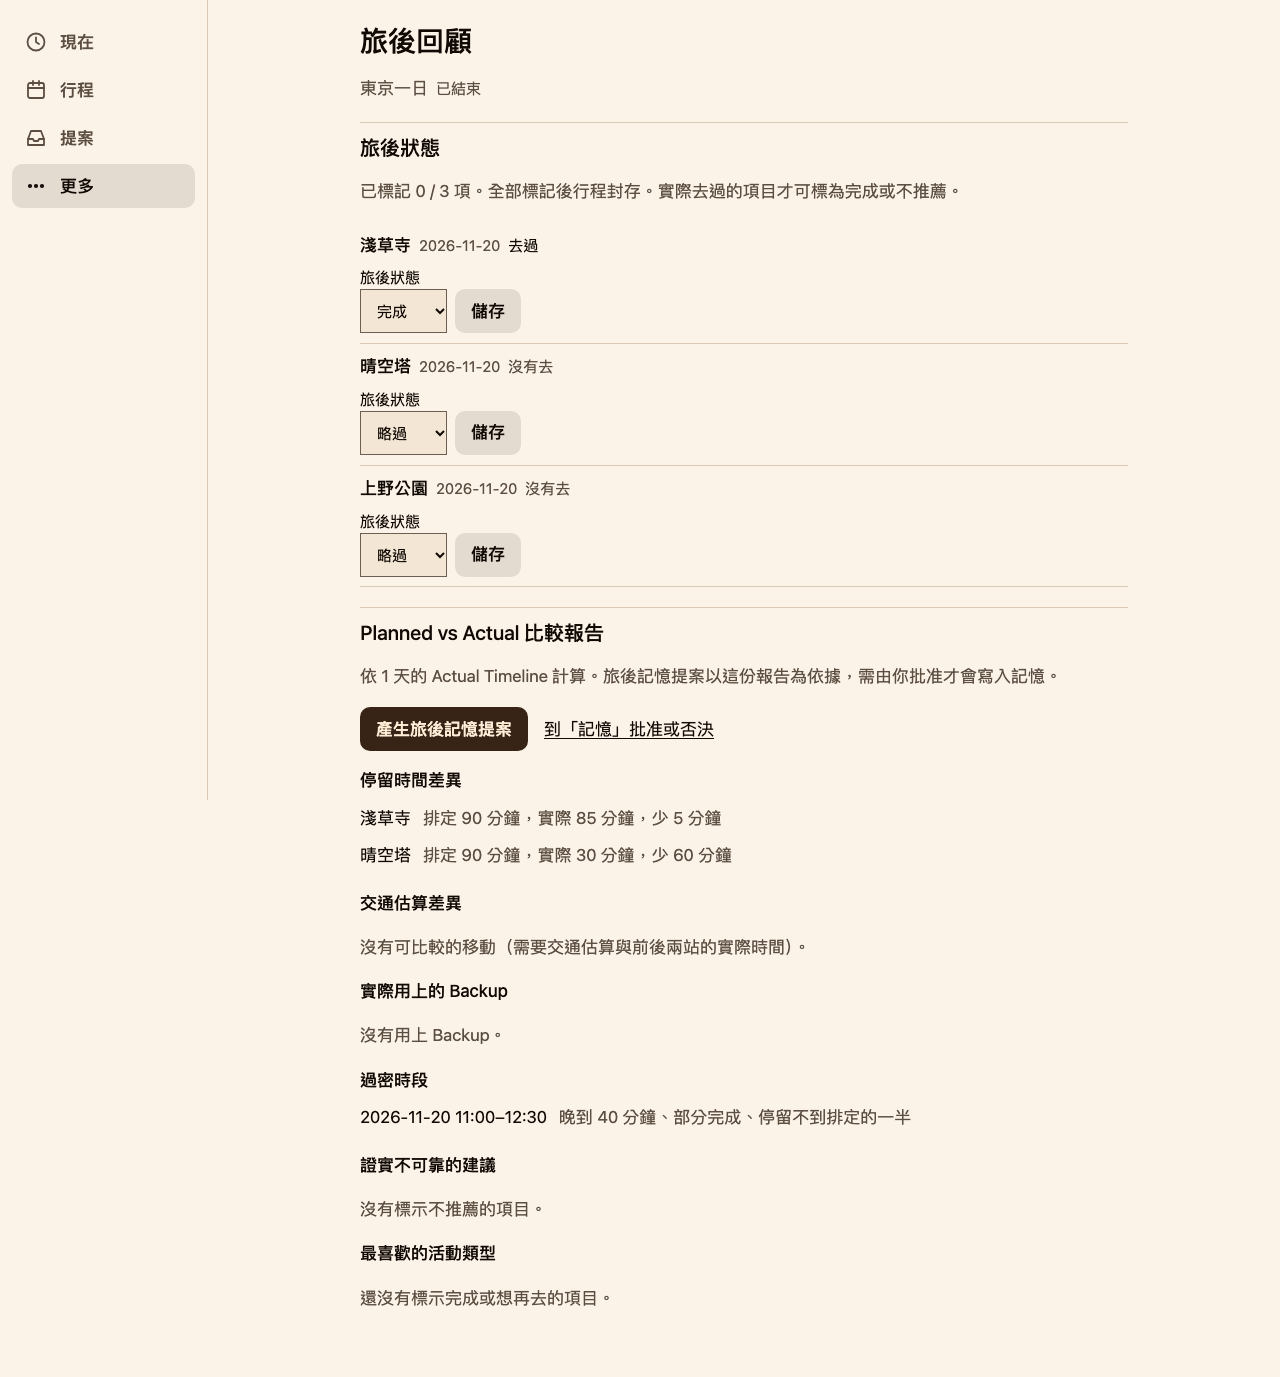 現在
行程
提案
更多
旅後回顧
東京一日 已結束
旅後狀態
已標記 0 / 3 項。全部標記後行程封存。實際去過的項目才可標為完成或不推薦。
淺草寺 2026-11-20 去過
旅後狀態
完成 儲存
晴空塔 2026-11-20 沒有去
旅後狀態
略過 儲存
上野公園 2026-11-20 沒有去
旅後狀態
略過 儲存
Planned vs Actual 比較報告
依 1 天的 Actual Timeline 計算。旅後記憶提案以這份報告為依據，需由你批准才會寫入記憶。
產生旅後記憶提案 到「記憶」批准或否決
停留時間差異
淺草寺 排定 90 分鐘，實際 85 分鐘，少 5 分鐘
晴空塔 排定 90 分鐘，實際 30 分鐘，少 60 分鐘
交通估算差異
沒有可比較的移動（需要交通估算與前後兩站的實際時間）。
實際用上的 Backup
沒有用上 Backup。
過密時段
2026-11-20 11:00–12:30 晚到 40 分鐘、部分完成、停留不到排定的一半
證實不可靠的建議
沒有標示不推薦的項目。
最喜歡的活動類型
還沒有標示完成或想再去的項目。